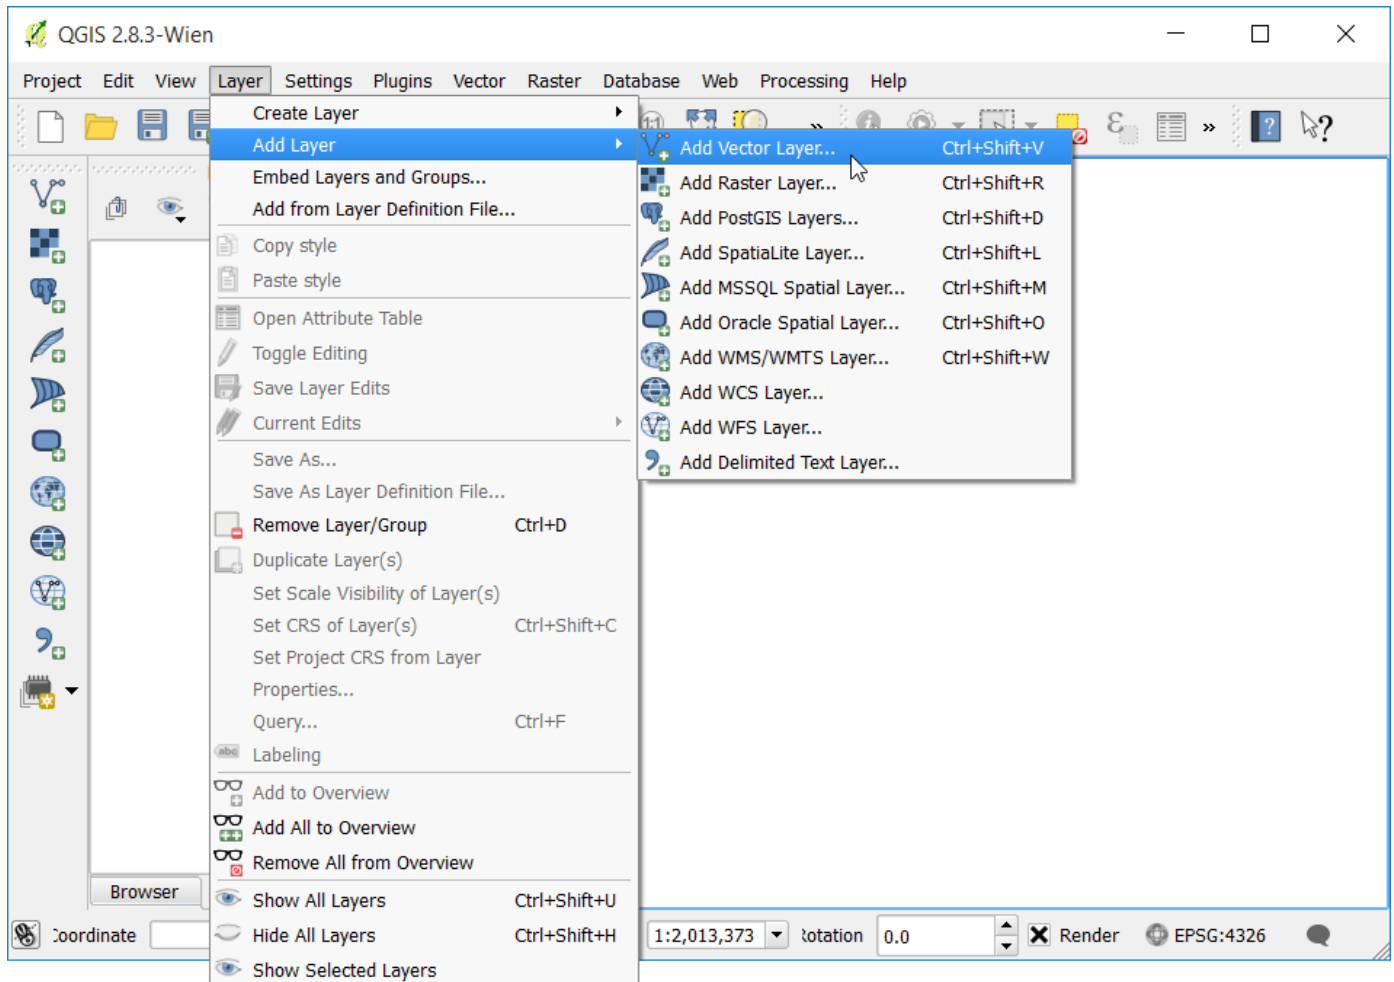 QGIS 2.8.3-Wien
Project Edit View Layer Settings Plugins Vector Raster Database Web Processing Help
Create Layer
Add Layer
Embed Layers and Groups...
Add from Layer Definition File...
Copy style
Paste style
Open Attribute Table
Toggle Editing
Save Layer Edits
Current Edits
Save As...
Save As Layer Definition File...
Remove Layer/Group Ctrl+D
Duplicate Layer(s)
Set Scale Visibility of Layer(s)
Set CRS of Layer(s) Ctrl+Shift+C
Set Project CRS from Layer
Properties...
Query... Ctrl+F
abc Labeling
Add to Overview
Add All to Overview
Remove All from Overview
Show All Layers Ctrl+Shift+U
Hide All Layers Ctrl+Shift+H
Show Selected Layers
Add Vector Layer... Ctrl+Shift+V
Add Raster Layer... Ctrl+Shift+R
Add PostGIS Layers... Ctrl+Shift+D
Add SpatiaLite Layer... Ctrl+Shift+L
Add MSSQL Spatial Layer... Ctrl+Shift+M
Add Oracle Spatial Layer... Ctrl+Shift+O
Add WMS/WMTS Layer... Ctrl+Shift+W
Add WCS Layer...
Add WFS Layer...
Add Delimited Text Layer...
Browser
oordinate 1:2,013,373 otation 0.0 Render EPSG:4326